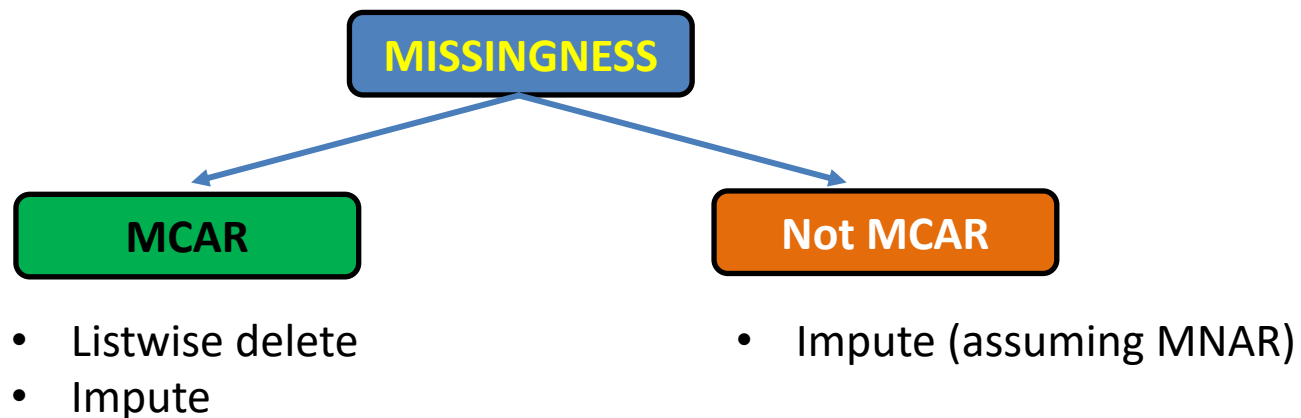 MISSINGNESS
MCAR
Not MCAR
• Listwise delete
• Impute
• Impute (assuming MNAR)